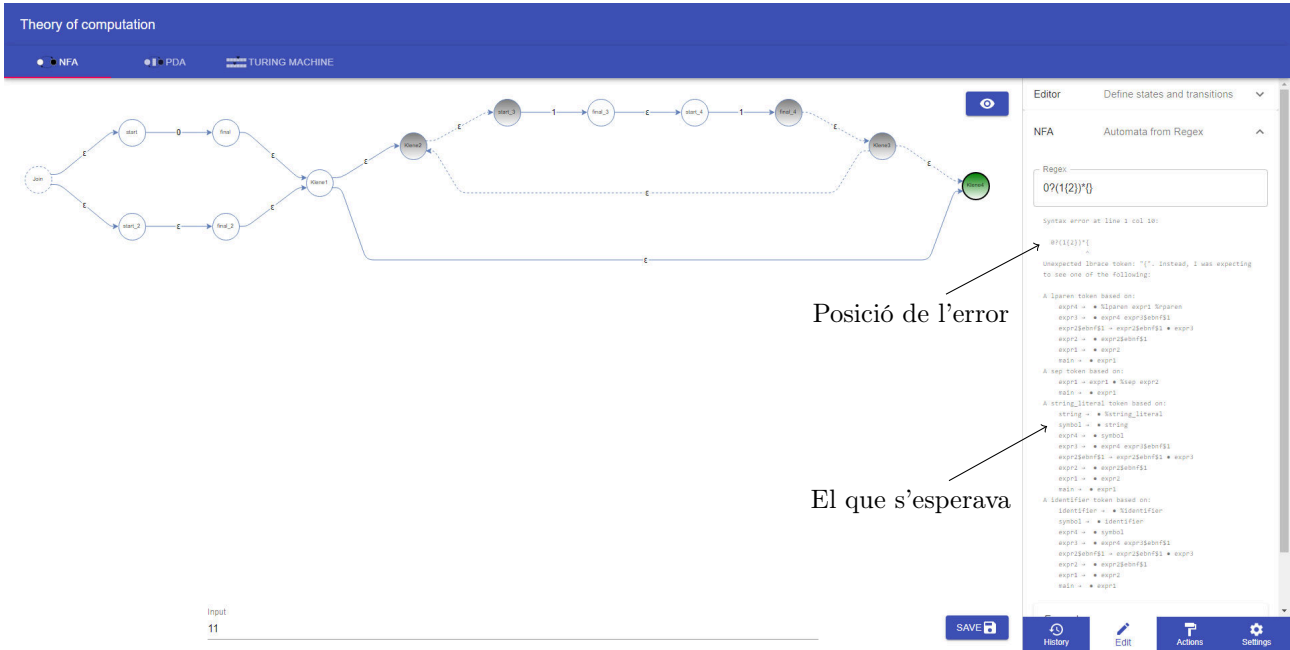 Theory of computation
NFA
PDA
TURING MACHINE
Editor
Define states and transitions
NFA
Automata from Regex
Regex
0?(1{2})*{}
Syntax error at line 1 col 10:
0?(1{2})*{
^
Unexpected lbrace token: "{". Instead, I was expecting
to see one of the following:
A lparen token based on:
expr4 → ● %lparen expr1 %rparen
expr3 → ● expr4 expr3$ebnf$1
expr2$ebnf$1 → expr2$ebnf$1 ● expr3
expr2 → ● expr2$ebnf$1
expr1 → ● expr2
main → ● expr1
A sep token based on:
expr1 → expr1 ● %sep expr2
main → ● expr1
A string_literal token based on:
string → ● %string_literal
symbol → ● string
expr4 → ● symbol
expr3 → ● expr4 expr3$ebnf$1
expr2$ebnf$1 → expr2$ebnf$1 ● expr3
expr2 → ● expr2$ebnf$1
expr1 → ● expr2
main → ● expr1
A identifier token based on:
identifier → ● %identifier
symbol → ● identifier
expr4 → ● symbol
expr3 → ● expr4 expr3$ebnf$1
expr2$ebnf$1 → expr2$ebnf$1 ● expr3
expr2 → ● expr2$ebnf$1
expr1 → ● expr2
main → ● expr1
Join
ε
start
0
final
ε
ε
start_2
ε
final_2
ε
Klene1
ε
Klene2
ε
start_3
1
final_3
ε
start_4
1
final_4
ε
Klene3
ε
ε
Klene4
ε
Posició de l'error
El que s'esperava
Input
11
SAVE
History
Edit
Actions
Settings